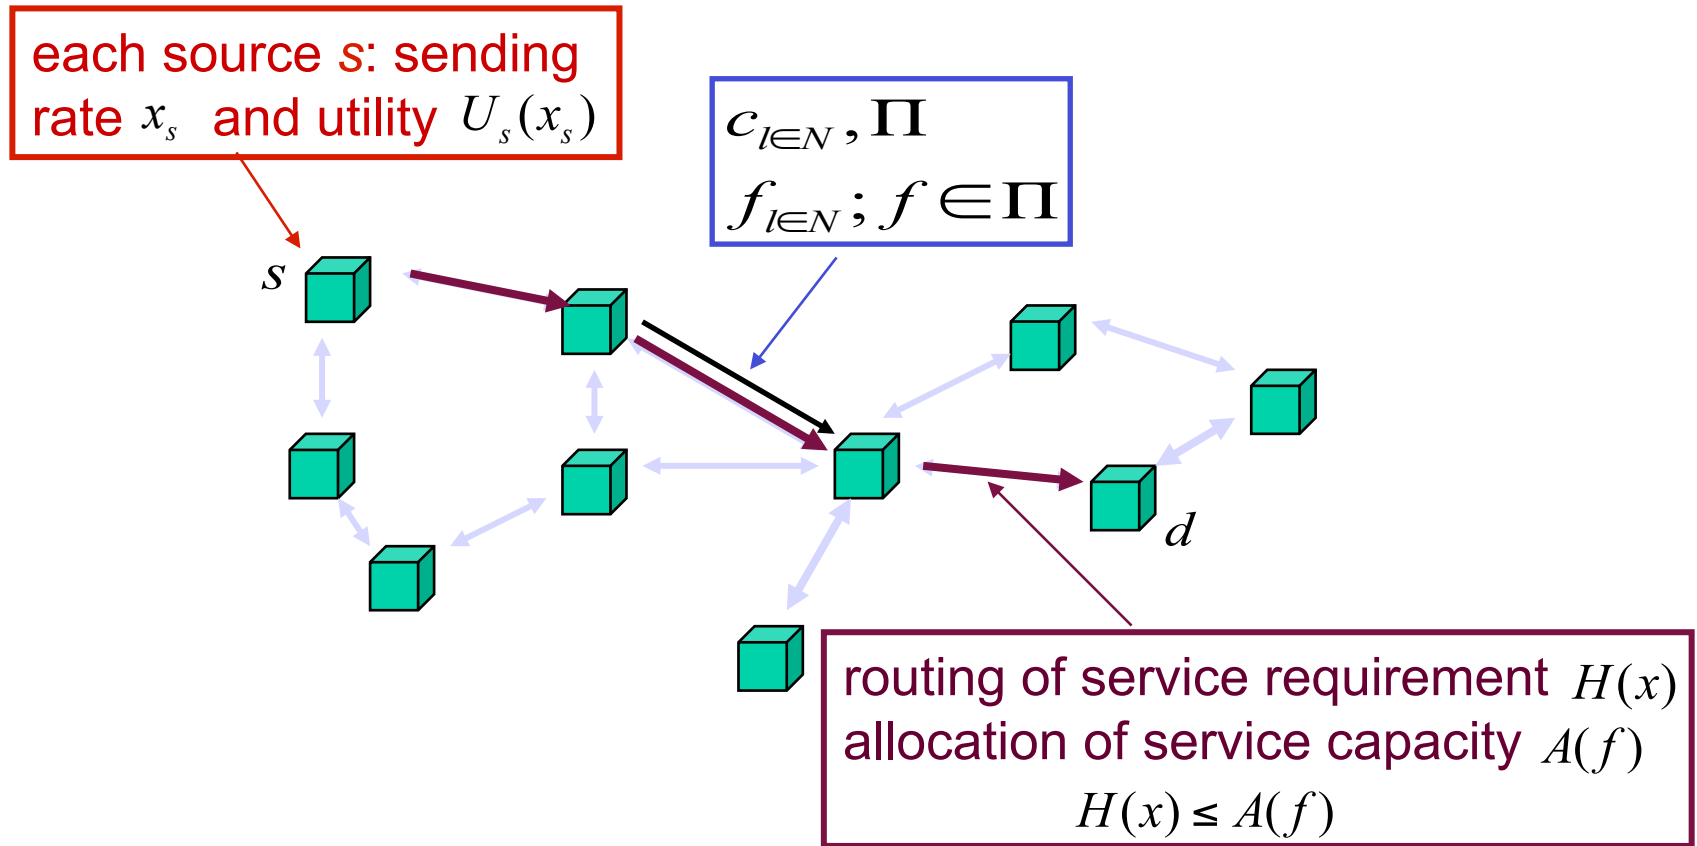 each source s: sending
rate x_s and utility U_s(x_s)
c_{l∈N}, Π
f_{l∈N}; f ∈ Π
s
d
routing of service requirement H(x)
allocation of service capacity A(f)
H(x) ≤ A(f)